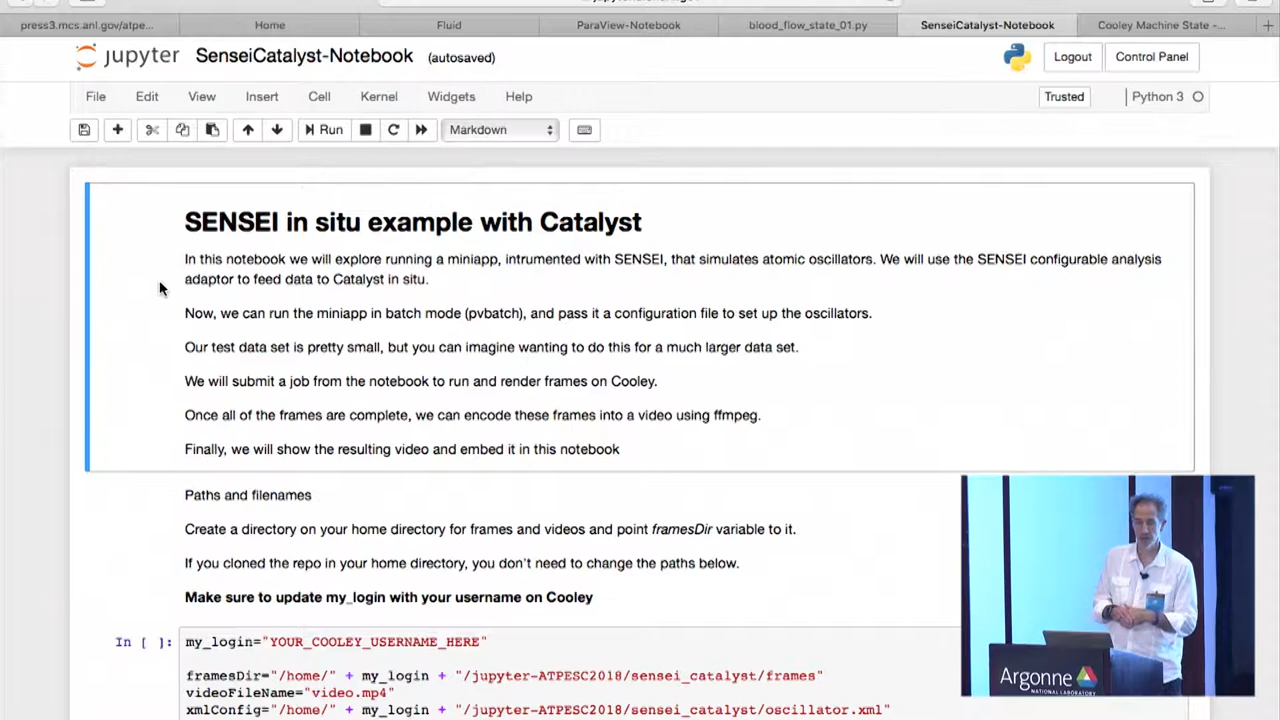 press3.mcs.anl.gov/atpe...
Home
Fluid
ParaView-Notebook
blood_flow_state_01.py
SenseiCatalyst-Notebook
Cooley Machine State -...
jupyter SenseiCatalyst-Notebook (autosaved)
Logout
Control Panel
File Edit View Insert Cell Kernel Widgets Help
Trusted
Python 3
Run
Markdown
SENSEI in situ example with Catalyst
In this notebook we will explore running a miniapp, intrumented with SENSEI, that simulates atomic oscillators. We will use the SENSEI configurable analysis
adaptor to feed data to Catalyst in situ.
Now, we can run the miniapp in batch mode (pvbatch), and pass it a configuration file to set up the oscillators.
Our test data set is pretty small, but you can imagine wanting to do this for a much larger data set.
We will submit a job from the notebook to run and render frames on Cooley.
Once all of the frames are complete, we can encode these frames into a video using ffmpeg.
Finally, we will show the resulting video and embed it in this notebook
Paths and filenames
Create a directory on your home directory for frames and videos and point framesDir variable to it.
If you cloned the repo in your home directory, you don't need to change the paths below.
Make sure to update my_login with your username on Cooley
In [ ]: my_login="YOUR_COOLEY_USERNAME_HERE"
framesDir="/home/" + my_login + "/jupyter-ATPESC2018/sensei_catalyst/frames"
videoFileName="video.mp4"
xmlConfig="/home/" + my_login + "/jupyter-ATPESC2018/sensei_catalyst/oscillator.xml"
Argonne
NATIONAL LABORATORY